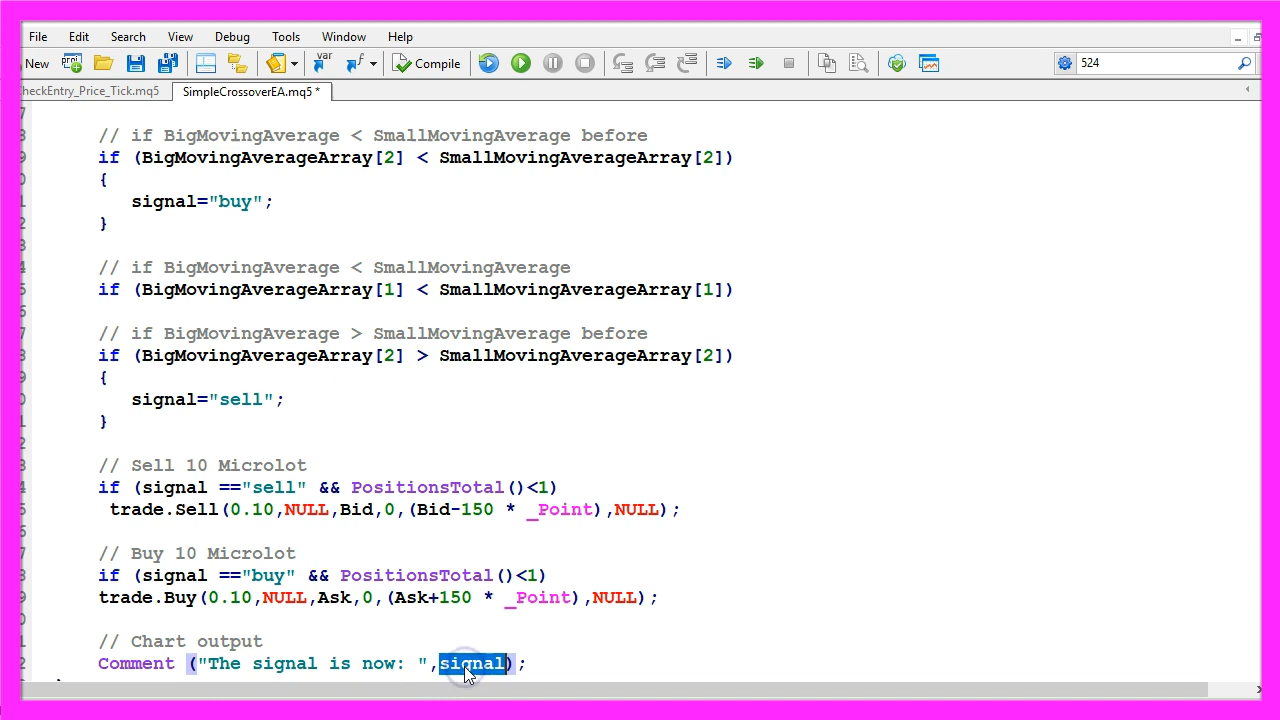 File Edit Search View Debug Tools Window Help
New Compile 524
heckEntry_Price_Tick.mq5 SimpleCrossoverEA.mq5 *
7
// if BigMovingAverage < SmallMovingAverage before
if (BigMovingAverageArray[2] < SmallMovingAverageArray[2])
{
signal="buy";
}
// if BigMovingAverage < SmallMovingAverage
if (BigMovingAverageArray[1] < SmallMovingAverageArray[1])
// if BigMovingAverage > SmallMovingAverage before
if (BigMovingAverageArray[2] > SmallMovingAverageArray[2])
{
signal="sell";
}
// Sell 10 Microlot
if (signal =="sell" && PositionsTotal()<1)
trade.Sell(0.10,NULL,Bid,0,(Bid-150 * _Point),NULL);
// Buy 10 Microlot
if (signal =="buy" && PositionsTotal()<1)
trade.Buy(0.10,NULL,Ask,0,(Ask+150 * _Point),NULL);
// Chart output
Comment ("The signal is now: ",signal);